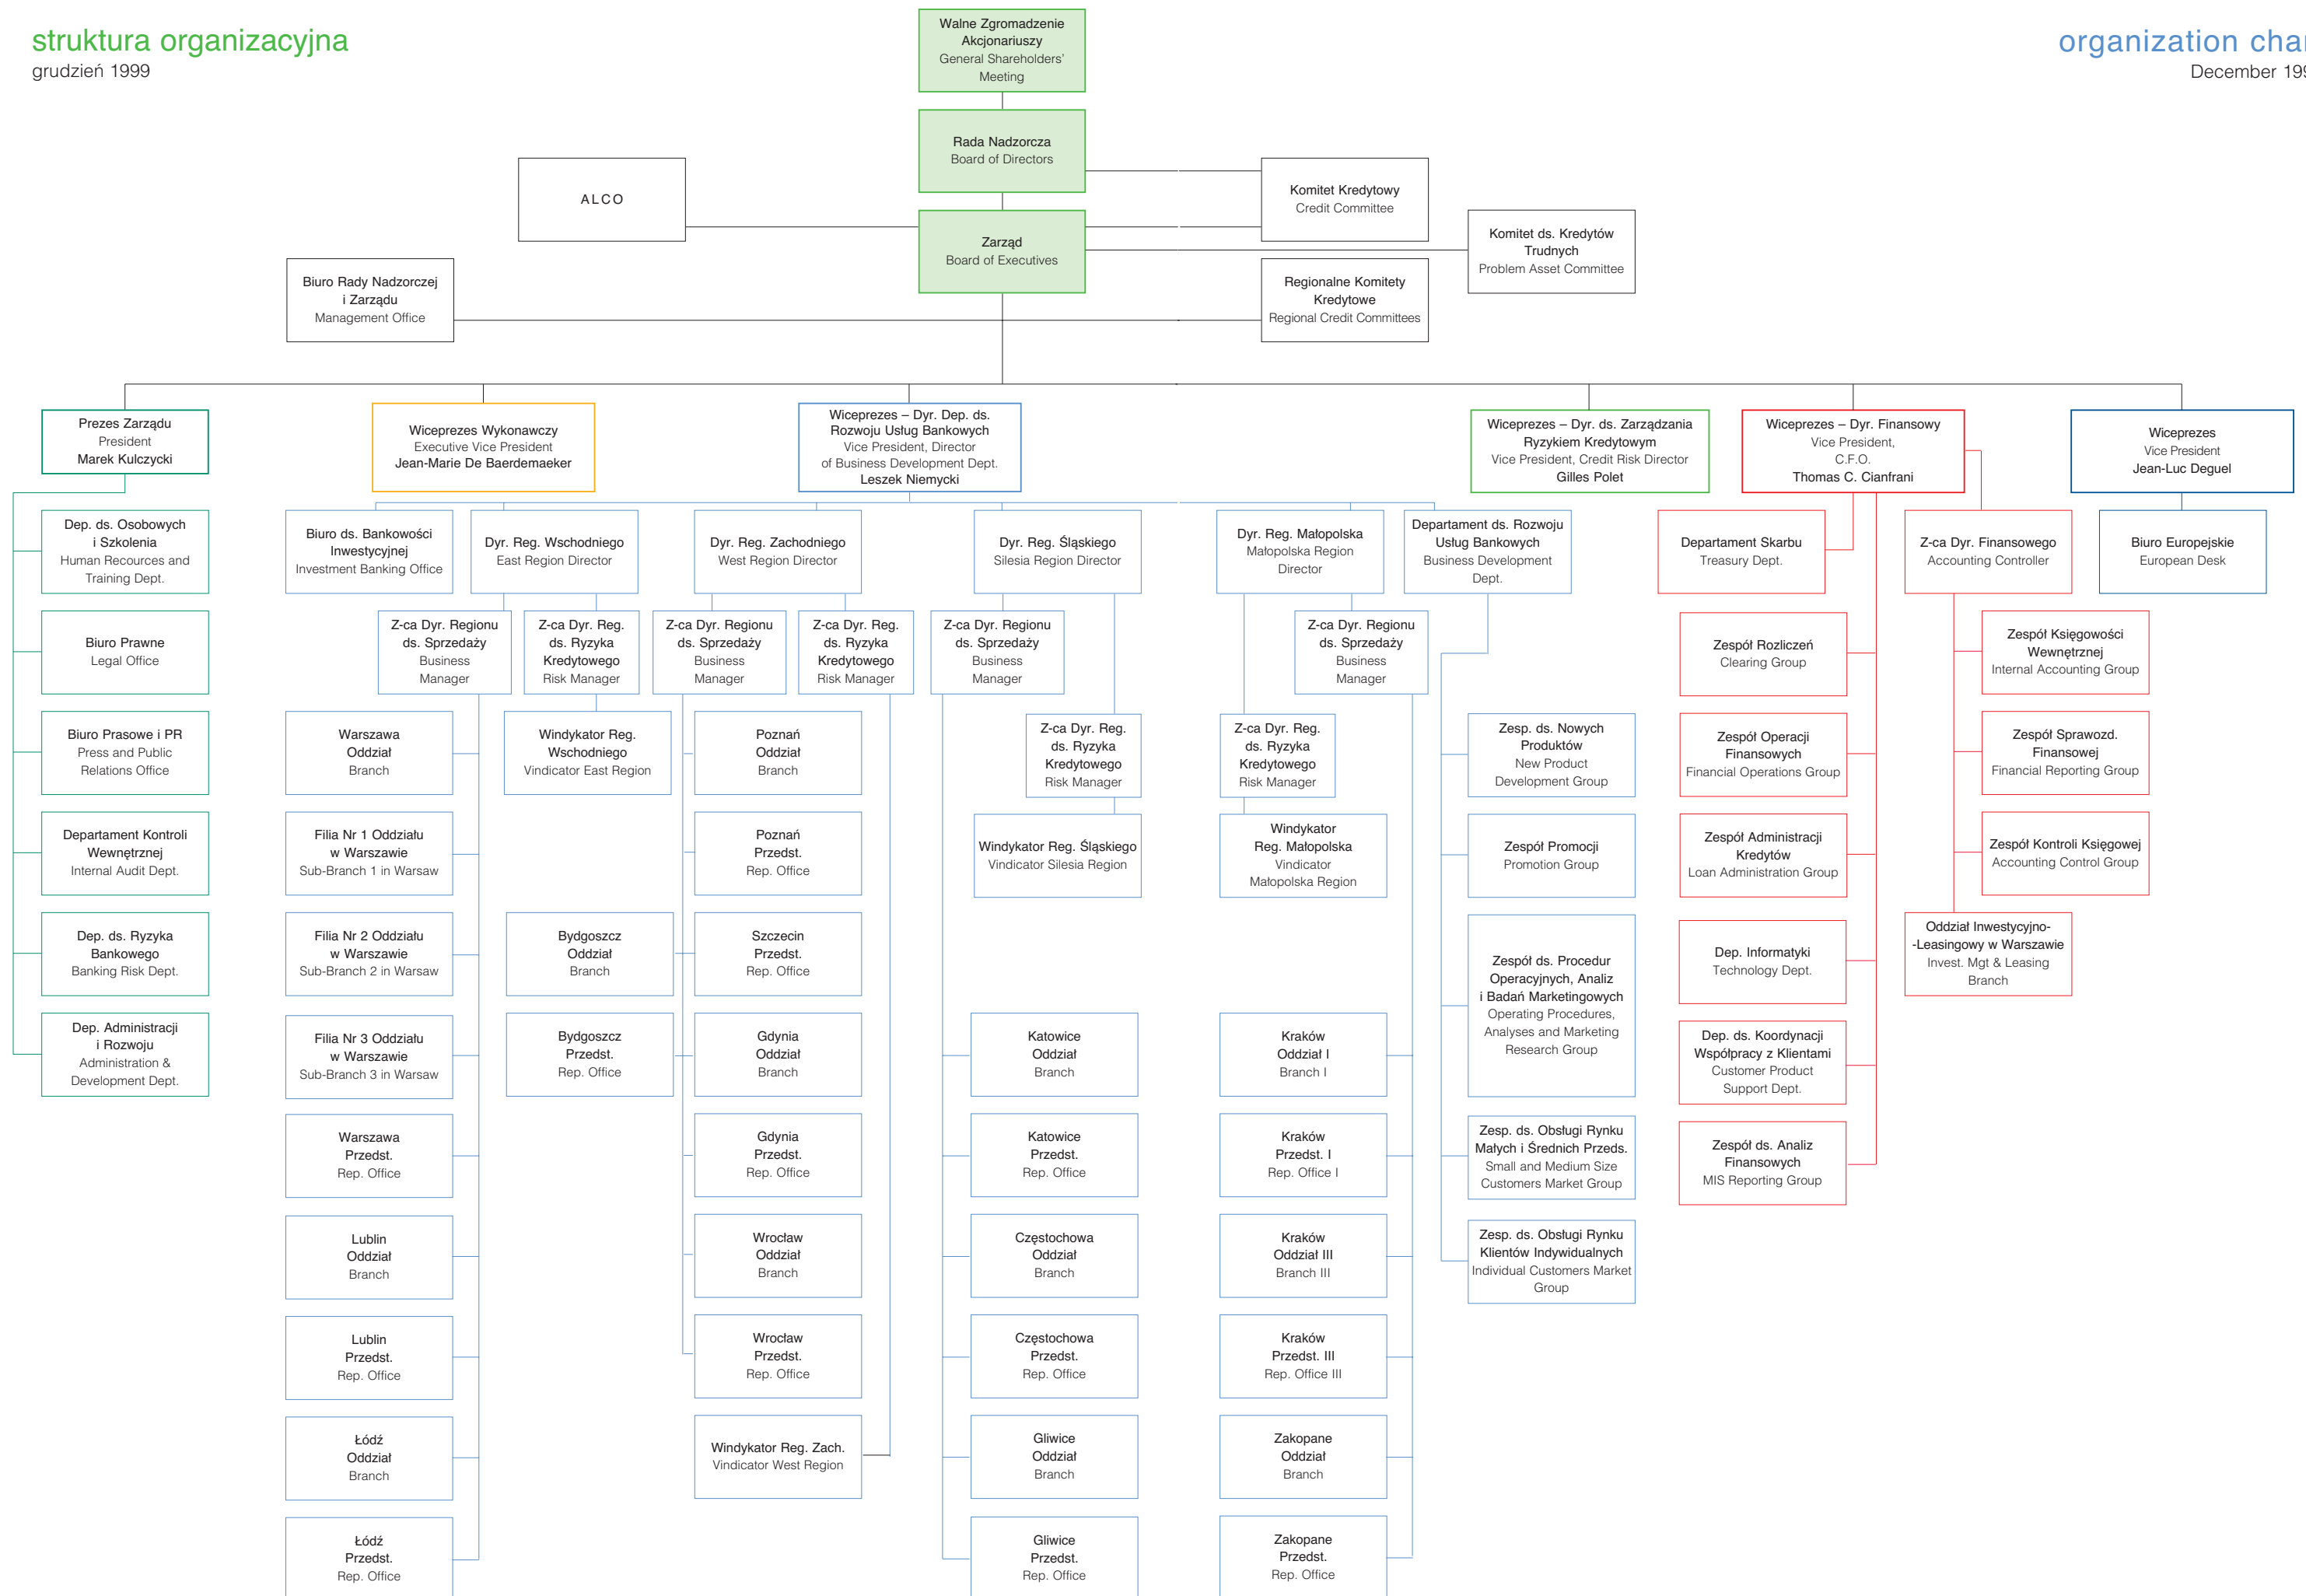 struktura organizacyjna
grudzień 1999
organization char
December 199
Walne Zgromadzenie
Akcjonariuszy
General Shareholders'
Meeting
Rada Nadzorcza
Board of Directors
ALCO
Komitet Kredytowy
Credit Committee
Zarząd
Board of Executives
Komitet ds. Kredytów
Trudnych
Problem Asset Committee
Biuro Rady Nadzorczej
i Zarządu
Management Office
Regionalne Komitety
Kredytowe
Regional Credit Committees
Prezes Zarządu
President
Marek Kulczycki
Wiceprezes Wykonawczy
Executive Vice President
Jean-Marie De Baerdemaeker
Wiceprezes – Dyr. Dep. ds.
Rozwoju Usług Bankowych
Vice President, Director
of Business Development Dept.
Leszek Niemycki
Wiceprezes – Dyr. ds. Zarządzania
Ryzykiem Kredytowym
Vice President, Credit Risk Director
Gilles Polet
Wiceprezes – Dyr. Finansowy
Vice President,
C.F.O.
Thomas C. Cianfrani
Wiceprezes
Vice President
Jean-Luc Deguel
Dep. ds. Osobowych
i Szkolenia
Human Recources and
Training Dept.
Biuro ds. Bankowości
Inwestycyjnej
Investment Banking Office
Dyr. Reg. Wschodniego
East Region Director
Dyr. Reg. Zachodniego
West Region Director
Dyr. Reg. Śląskiego
Silesia Region Director
Dyr. Reg. Małopolska
Małopolska Region
Director
Departament ds. Rozwoju
Usług Bankowych
Business Development
Dept.
Departament Skarbu
Treasury Dept.
Z-ca Dyr. Finansowego
Accounting Controller
Biuro Europejskie
European Desk
Biuro Prawne
Legal Office
Z-ca Dyr. Regionu
ds. Sprzedaży
Business
Manager
Z-ca Dyr. Reg.
ds. Ryzyka
Kredytowego
Risk Manager
Z-ca Dyr. Regionu
ds. Sprzedaży
Business
Manager
Z-ca Dyr. Reg.
ds. Ryzyka
Kredytowego
Risk Manager
Z-ca Dyr. Regionu
ds. Sprzedaży
Business
Manager
Z-ca Dyr. Regionu
ds. Sprzedaży
Business
Manager
Zespół Rozliczeń
Clearing Group
Zespół Księgowości
Wewnętrznej
Internal Accounting Group
Biuro Prasowe i PR
Press and Public
Relations Office
Warszawa
Oddział
Branch
Windykator Reg.
Wschodniego
Vindicator East Region
Poznań
Oddział
Branch
Z-ca Dyr. Reg.
ds. Ryzyka
Kredytowego
Risk Manager
Z-ca Dyr. Reg.
ds. Ryzyka
Kredytowego
Risk Manager
Zesp. ds. Nowych
Produktów
New Product
Development Group
Zespół Operacji
Finansowych
Financial Operations Group
Zespół Sprawozd.
Finansowej
Financial Reporting Group
Departament Kontroli
Wewnętrznej
Internal Audit Dept.
Filia Nr 1 Oddziału
w Warszawie
Sub-Branch 1 in Warsaw
Poznań
Przedst.
Rep. Office
Windykator Reg. Śląskiego
Vindicator Silesia Region
Windykator
Reg. Małopolska
Vindicator
Małopolska Region
Zespół Promocji
Promotion Group
Zespół Administracji
Kredytów
Loan Administration Group
Zespół Kontroli Księgowej
Accounting Control Group
Dep. ds. Ryzyka
Bankowego
Banking Risk Dept.
Filia Nr 2 Oddziału
w Warszawie
Sub-Branch 2 in Warsaw
Bydgoszcz
Oddział
Branch
Szczecin
Przedst.
Rep. Office
Zespół ds. Procedur
Operacyjnych, Analiz
i Badań Marketingowych
Operating Procedures,
Analyses and Marketing
Research Group
Dep. Informatyki
Technology Dept.
Oddział Inwestycyjno-
-Leasingowy w Warszawie
Invest. Mgt & Leasing
Branch
Dep. Administracji
i Rozwoju
Administration &
Development Dept.
Filia Nr 3 Oddziału
w Warszawie
Sub-Branch 3 in Warsaw
Bydgoszcz
Przedst.
Rep. Office
Gdynia
Oddział
Branch
Katowice
Oddział
Branch
Kraków
Oddział I
Branch I
Dep. ds. Koordynacji
Współpracy z Klientami
Customer Product
Support Dept.
Warszawa
Przedst.
Rep. Office
Gdynia
Przedst.
Rep. Office
Katowice
Przedst.
Rep. Office
Kraków
Przedst. I
Rep. Office I
Zesp. ds. Obsługi Rynku
Małych i Średnich Przeds.
Small and Medium Size
Customers Market Group
Zespół ds. Analiz
Finansowych
MIS Reporting Group
Lublin
Oddział
Branch
Wrocław
Oddział
Branch
Częstochowa
Oddział
Branch
Kraków
Oddział III
Branch III
Zesp. ds. Obsługi Rynku
Klientów Indywidualnych
Individual Customers Market
Group
Lublin
Przedst.
Rep. Office
Wrocław
Przedst.
Rep. Office
Częstochowa
Przedst.
Rep. Office
Kraków
Przedst. III
Rep. Office III
Łódź
Oddział
Branch
Windykator Reg. Zach.
Vindicator West Region
Gliwice
Oddział
Branch
Zakopane
Oddział
Branch
Łódź
Przedst.
Rep. Office
Gliwice
Przedst.
Rep. Office
Zakopane
Przedst.
Rep. Office